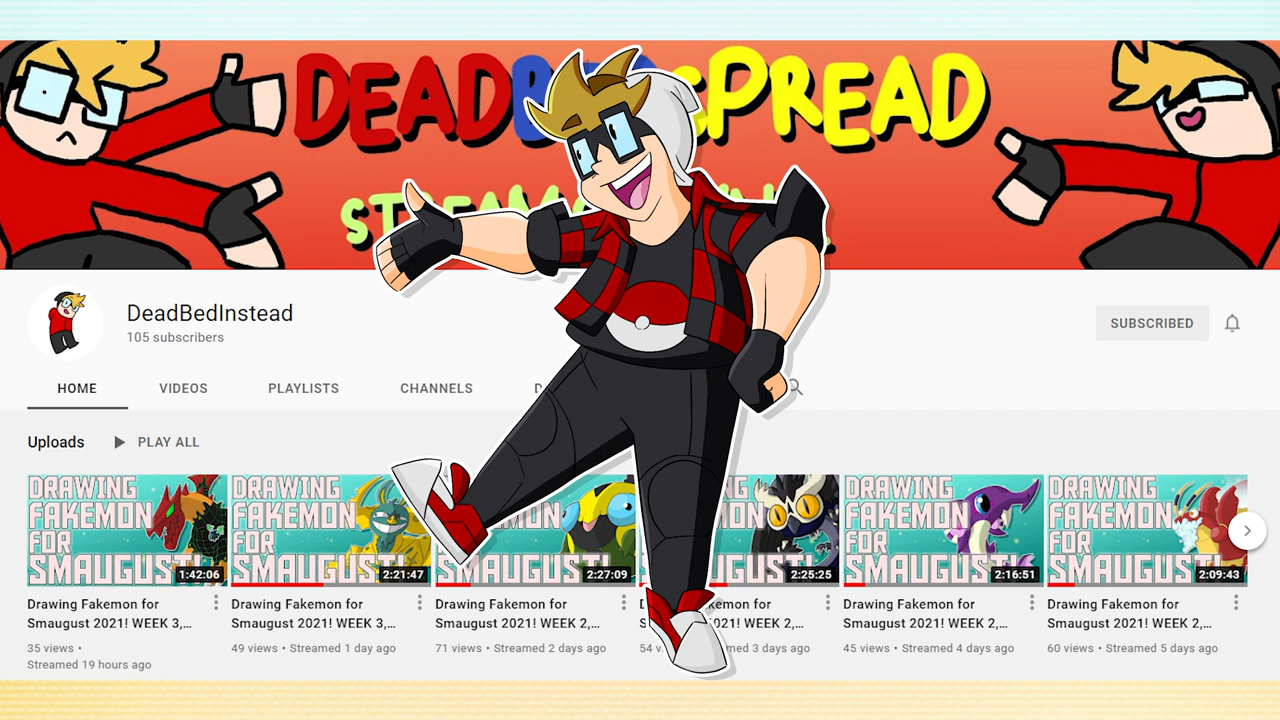 DEADB SPREAD
STREAM
DeadBedInstead
105 subscribers
SUBSCRIBED
HOME VIDEOS PLAYLISTS CHANNELS D
Uploads PLAY ALL
DRAWING FAKEMON FOR SMAUGUST!
1:42:06
DRAWING FAKEMON FOR SMAUGUST!
2:21:47
2:27:09
2:25:25
DRAWING FAKEMON FOR SMAUGUST!
2:16:51
DRAWING FAKEMON FOR SMAUGUST!
2:09:43
Drawing Fakemon for
Smaugust 2021! WEEK 3,...
35 views •
Streamed 19 hours ago
Drawing Fakemon for
Smaugust 2021! WEEK 3,...
49 views • Streamed 1 day ago
Drawing Fakemon for
Smaugust 2021! WEEK 2,...
71 views • Streamed 2 days ago
D kemon for
S 2021! WEEK 2,...
54 v med 3 days ago
Drawing Fakemon for
Smaugust 2021! WEEK 2,...
45 views • Streamed 4 days ago
Drawing Fakemon for
Smaugust 2021! WEEK 2,...
60 views • Streamed 5 days ago